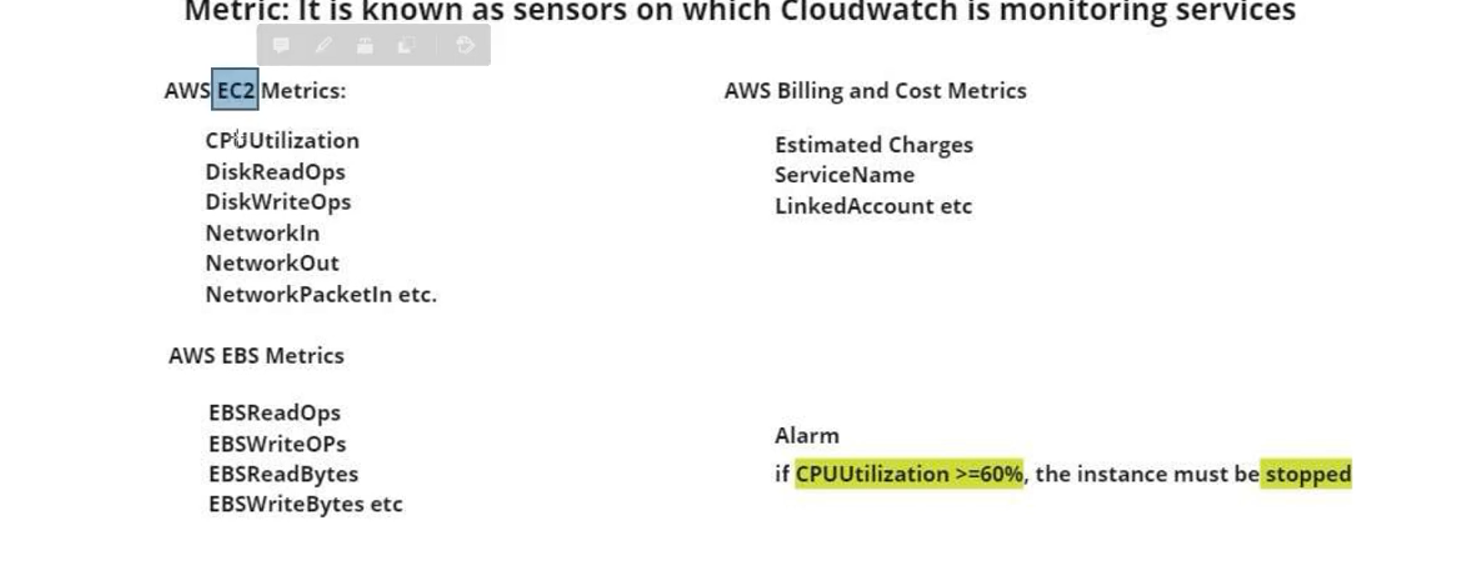 Metric: It is known as sensors on which Cloudwatch is monitoring services
AWS EC2 Metrics:
CPUUtilization
DiskReadOps
DiskWriteOps
NetworkIn
NetworkOut
NetworkPacketIn etc.
AWS EBS Metrics
EBSReadOps
EBSWriteOPs
EBSReadBytes
EBSWriteBytes etc
AWS Billing and Cost Metrics
Estimated Charges
ServiceName
LinkedAccount etc
Alarm
if CPUUtilization >=60%, the instance must be stopped